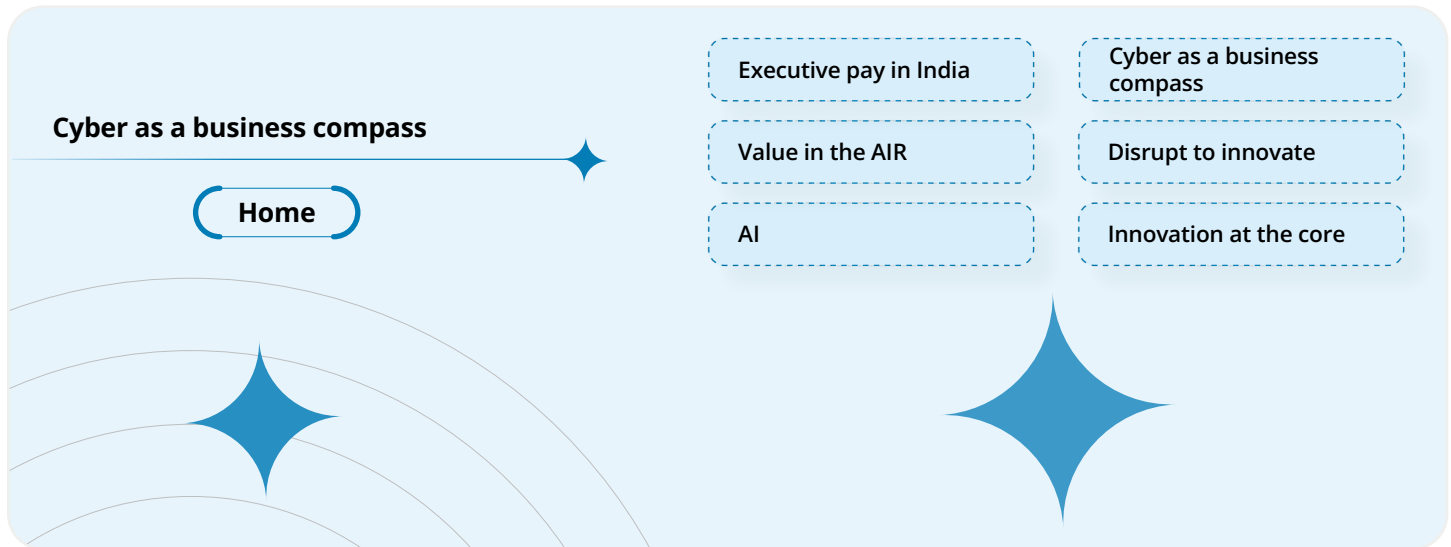 Cyber as a business compass
Home
Executive pay in India
Cyber as a business
compass
Value in the AIR
Disrupt to innovate
AI
Innovation at the core